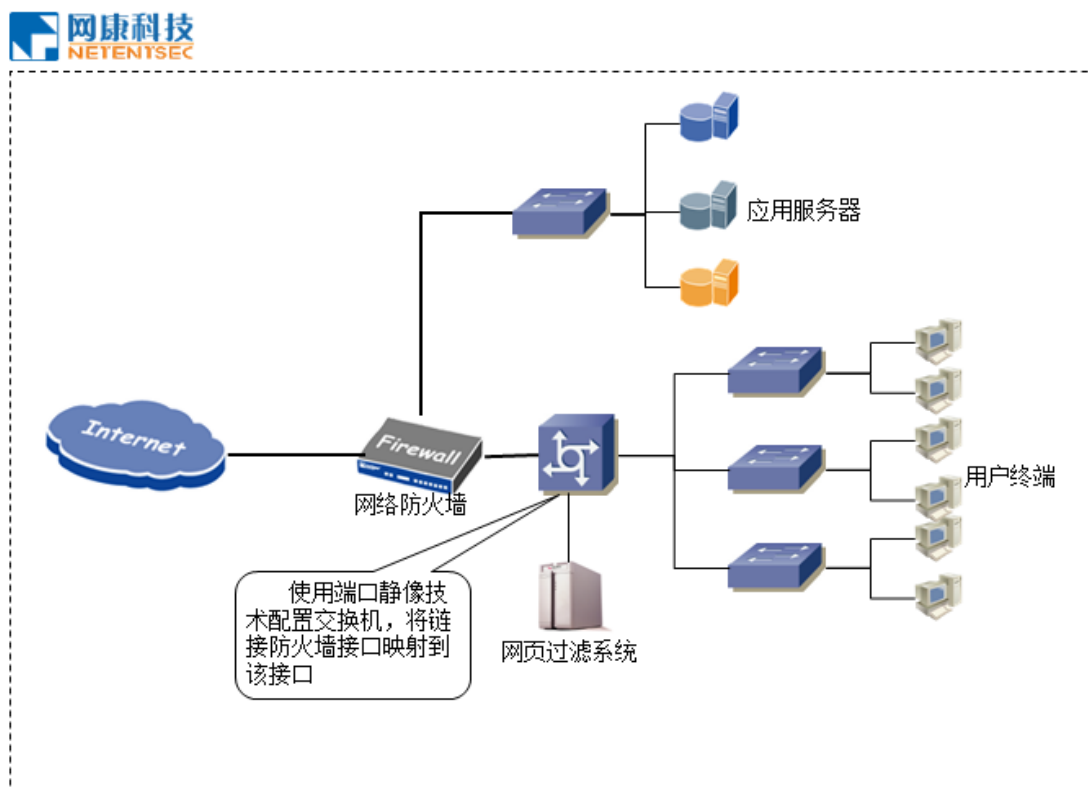 网康科技
NETENTSEC
应用服务器
Internet
Firewall
网络防火墙
用户终端
使用端口静像技
术配置交换机，将链
接防火墙接口映射到
该接口
网页过滤系统